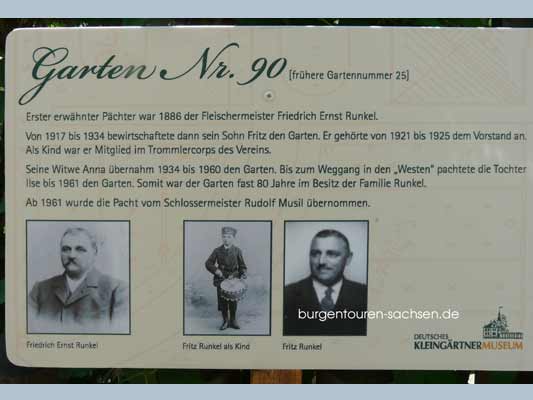 Garten Nr. 90 (frühere Gartennummer 25)
Erster erwähnter Pächter war 1886 der Fleischermeister Friedrich Ernst Runkel.
Von 1917 bis 1934 bewirtschaftete dann sein Sohn Fritz den Garten. Er gehörte von 1921 bis 1925 dem Vorstand an.
Als Kind war er Mitglied im Trommlercorps des Vereins.
Seine Witwe Anna übernahm 1934 bis 1960 den Garten. Bis zum Weggang in den „Westen" pachtete die Tochter
Ilse bis 1961 den Garten. Somit war der Garten fast 80 Jahre im Besitz der Familie Runkel.
Ab 1961 wurde die Pacht vom Schlossermeister Rudolf Musil übernommen.
burgentouren-sachsen.de
Friedrich Ernst Runkel
Fritz Runkel als Kind
Fritz Runkel
DEUTSCHES
KLEINGÄRTNERMUSEUM